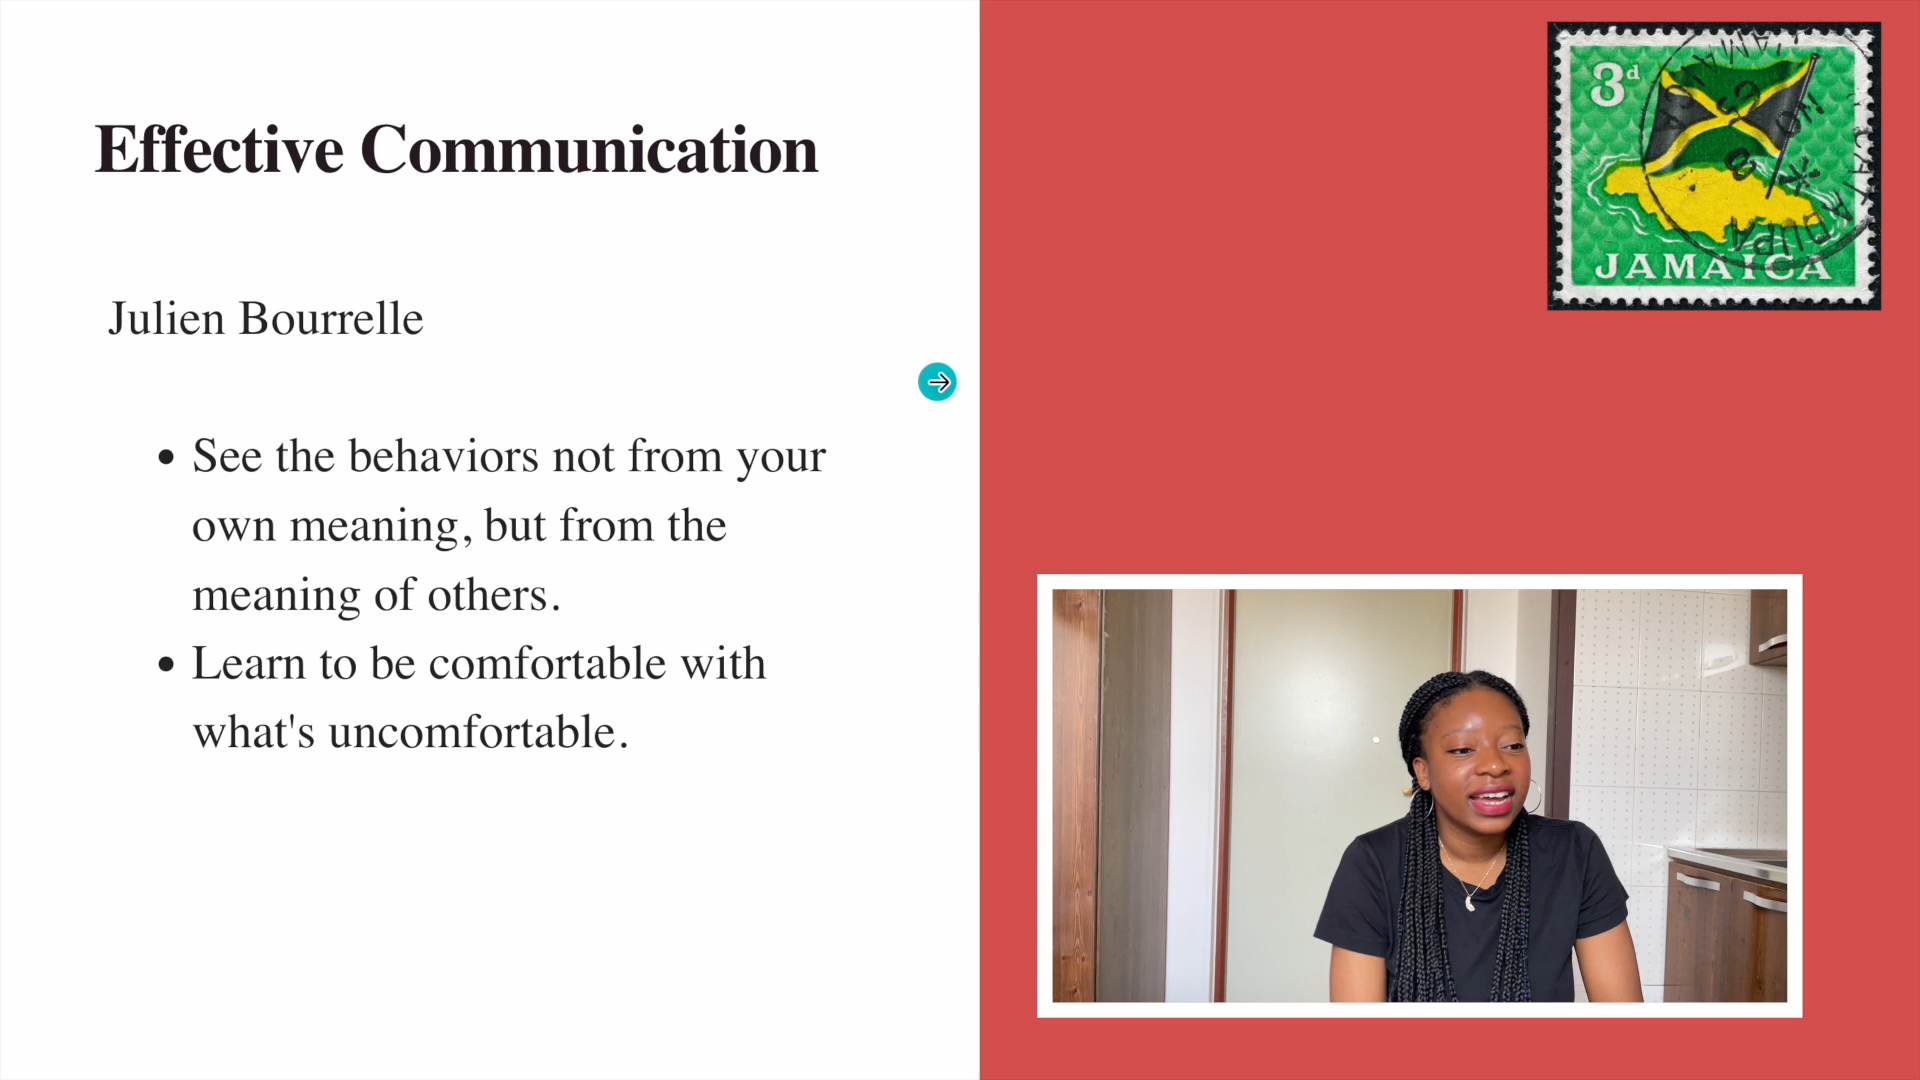 Effective Communication
Julien Bourrelle
• See the behaviors not from your
own meaning, but from the
meaning of others.
• Learn to be comfortable with
what's uncomfortable.
3d
JAMAICA